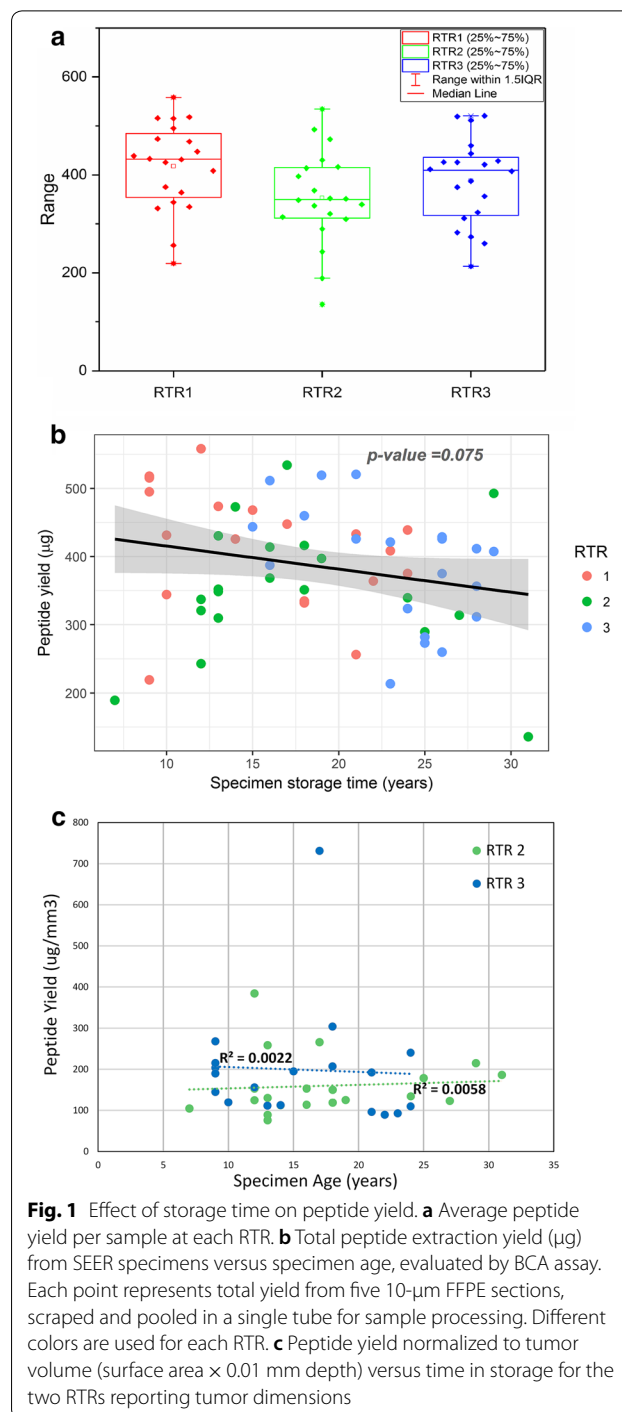 a
RTR1 (25%~75%)
RTR2 (25%~75%)
RTR3 (25%~75%)
Range within 1.5IQR
Median Line
600
400
200
0
Range
RTR1 RTR2 RTR3
b
p-value =0.075
500
400
300
200
Peptide yield (μg)
10 15 20 25 30
Specimen storage time (years)
RTR
1
2
3
c
800
700
600
500
400
300
200
100
0
Peptide Yield (ug/mm3)
RTR 2
RTR 3
R² = 0.0022
R² = 0.0058
0 5 10 15 20 25 30 35
Specimen Age (years)
Fig. 1 Effect of storage time on peptide yield. a Average peptide
yield per sample at each RTR. b Total peptide extraction yield (μg)
from SEER specimens versus specimen age, evaluated by BCA assay.
Each point represents total yield from five 10-μm FFPE sections,
scraped and pooled in a single tube for sample processing. Different
colors are used for each RTR. c Peptide yield normalized to tumor
volume (surface area × 0.01 mm depth) versus time in storage for the
two RTRs reporting tumor dimensions